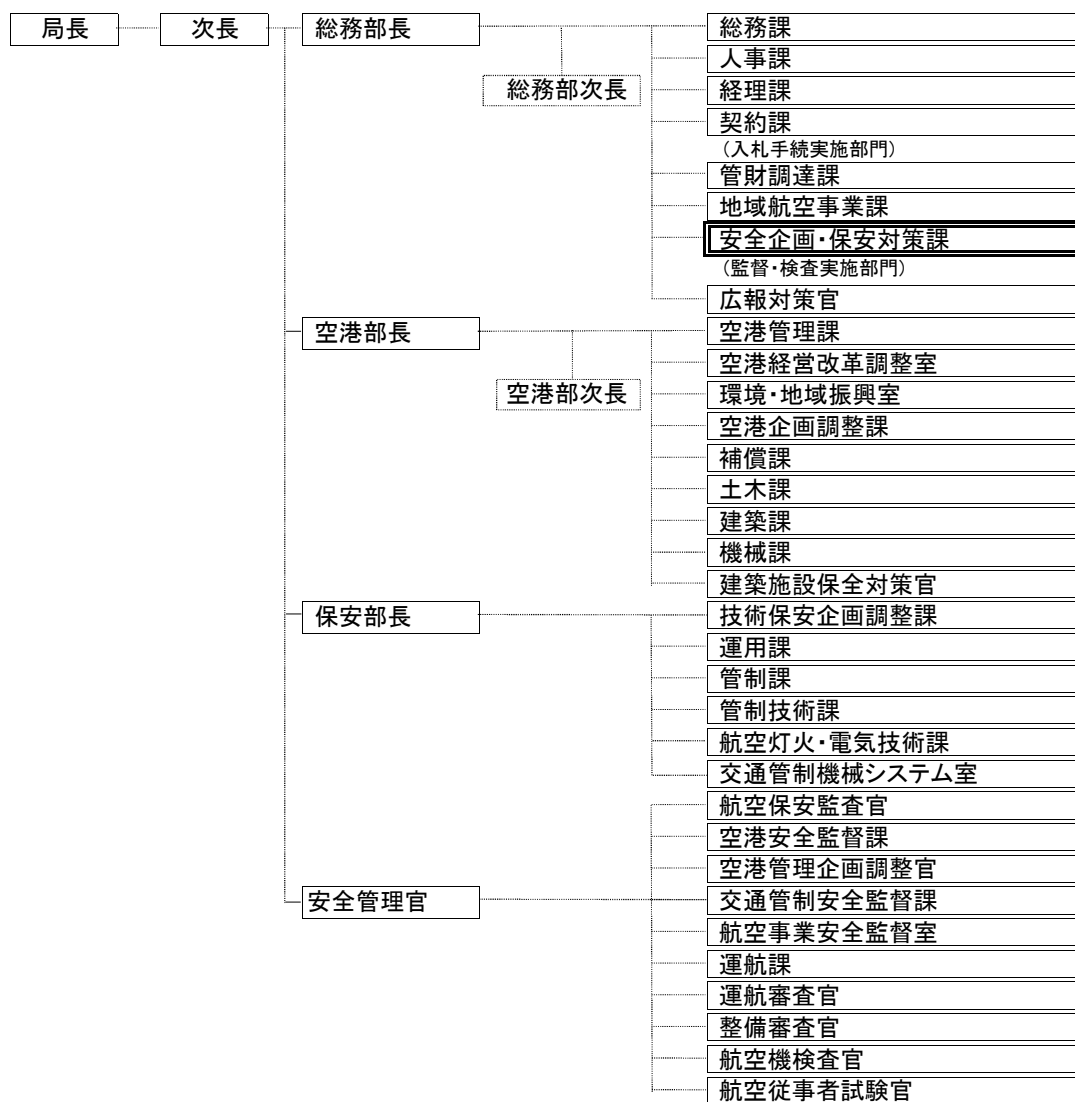 局長
次長
総務部長
総務部次長
総務課
人事課
経理課
契約課
(入札手続実施部門)
管財調達課
地域航空事業課
安全企画・保安対策課
(監督・検査実施部門)
広報対策官
空港部長
空港部次長
空港管理課
空港経営改革調整室
環境・地域振興室
空港企画調整課
補償課
土木課
建築課
機械課
建築施設保全対策官
保安部長
技術保安企画調整課
運用課
管制課
管制技術課
航空灯火・電気技術課
交通管制機械システム室
安全管理官
航空保安監査官
空港安全監督課
空港管理企画調整官
交通管制安全監督課
航空事業安全監督室
運航課
運航審査官
整備審査官
航空機検査官
航空従事者試験官